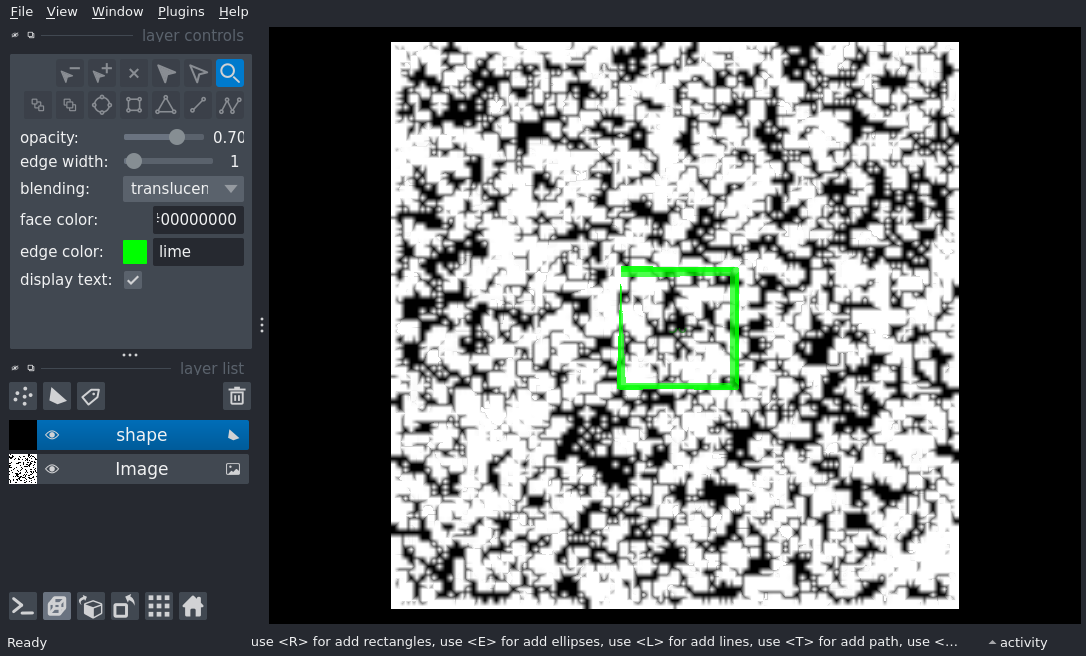 File View Window Plugins Help
layer controls
opacity: 0.70
edge width: 1
blending: translucen
face color: 00000000
edge color: lime
display text:
layer list
shape
Image
Ready use <R> for add rectangles, use <E> for add ellipses, use <L> for add lines, use <T> for add path, use <... activity